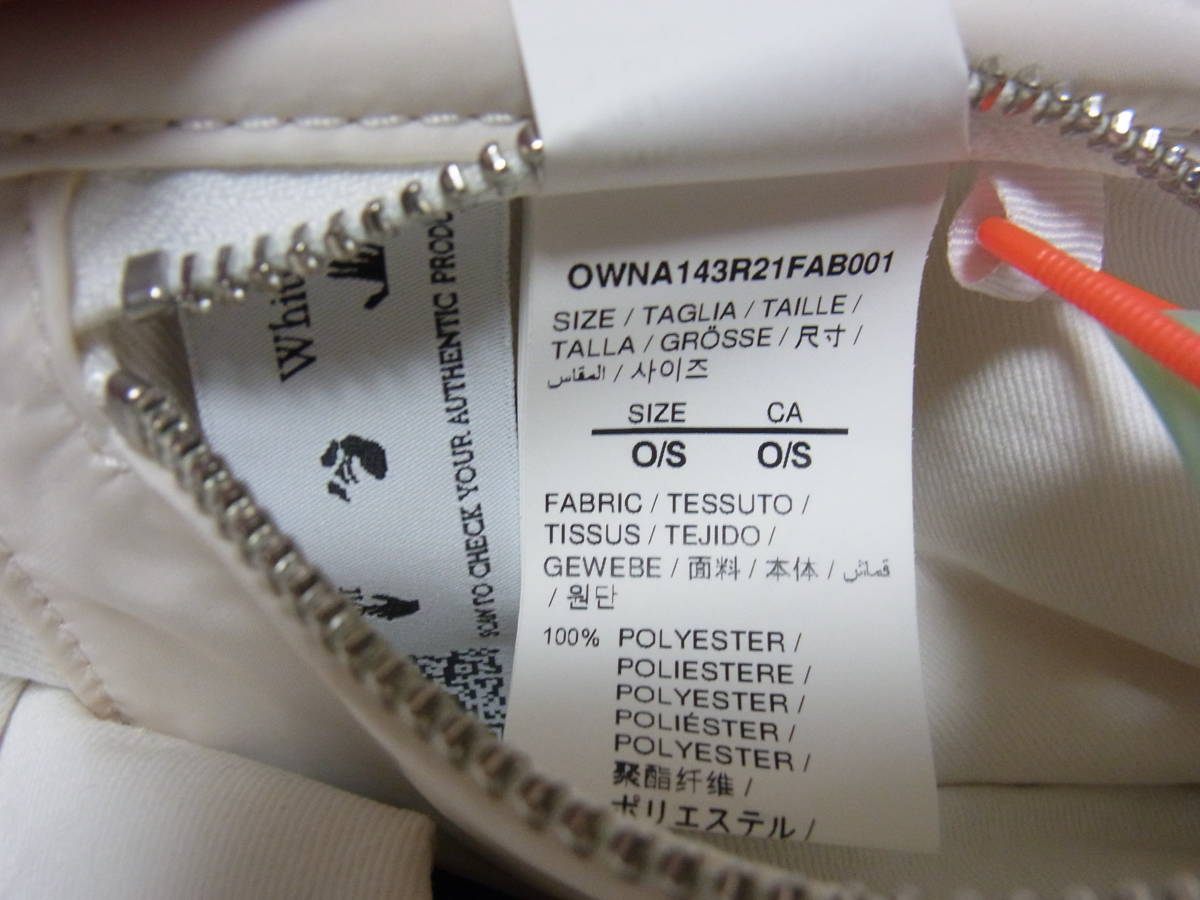 OWNA143R21FAB001
SIZE / TAGLIA / TAILLE /
TALLA / GRÖSSE / 尺寸 /
المقاس / 사이즈
SIZE CA
O/S O/S
FABRIC / TESSUTO /
TISSUS / TEJIDO /
GEWEBE / 面料 / 本体 / قماش
/ 원단
100% POLYESTER /
POLIESTERE /
POLYESTER /
POLIÉSTER /
POLYESTER /
聚酯纤维 /
ポリエステル /
SCAN TO CHECK YOUR AUTHENTIC